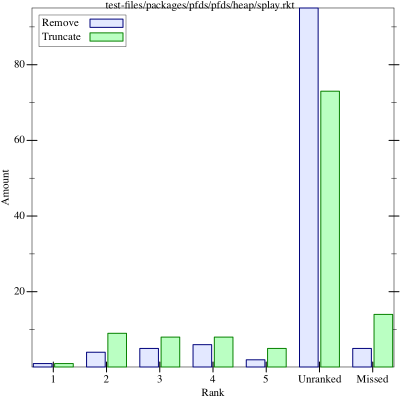 test-files/packages/pfds/pfds/heap/splay.rkt
Remove
Truncate
80
60
40
20
Amount
1 2 3 4 5 Unranked Missed
Rank